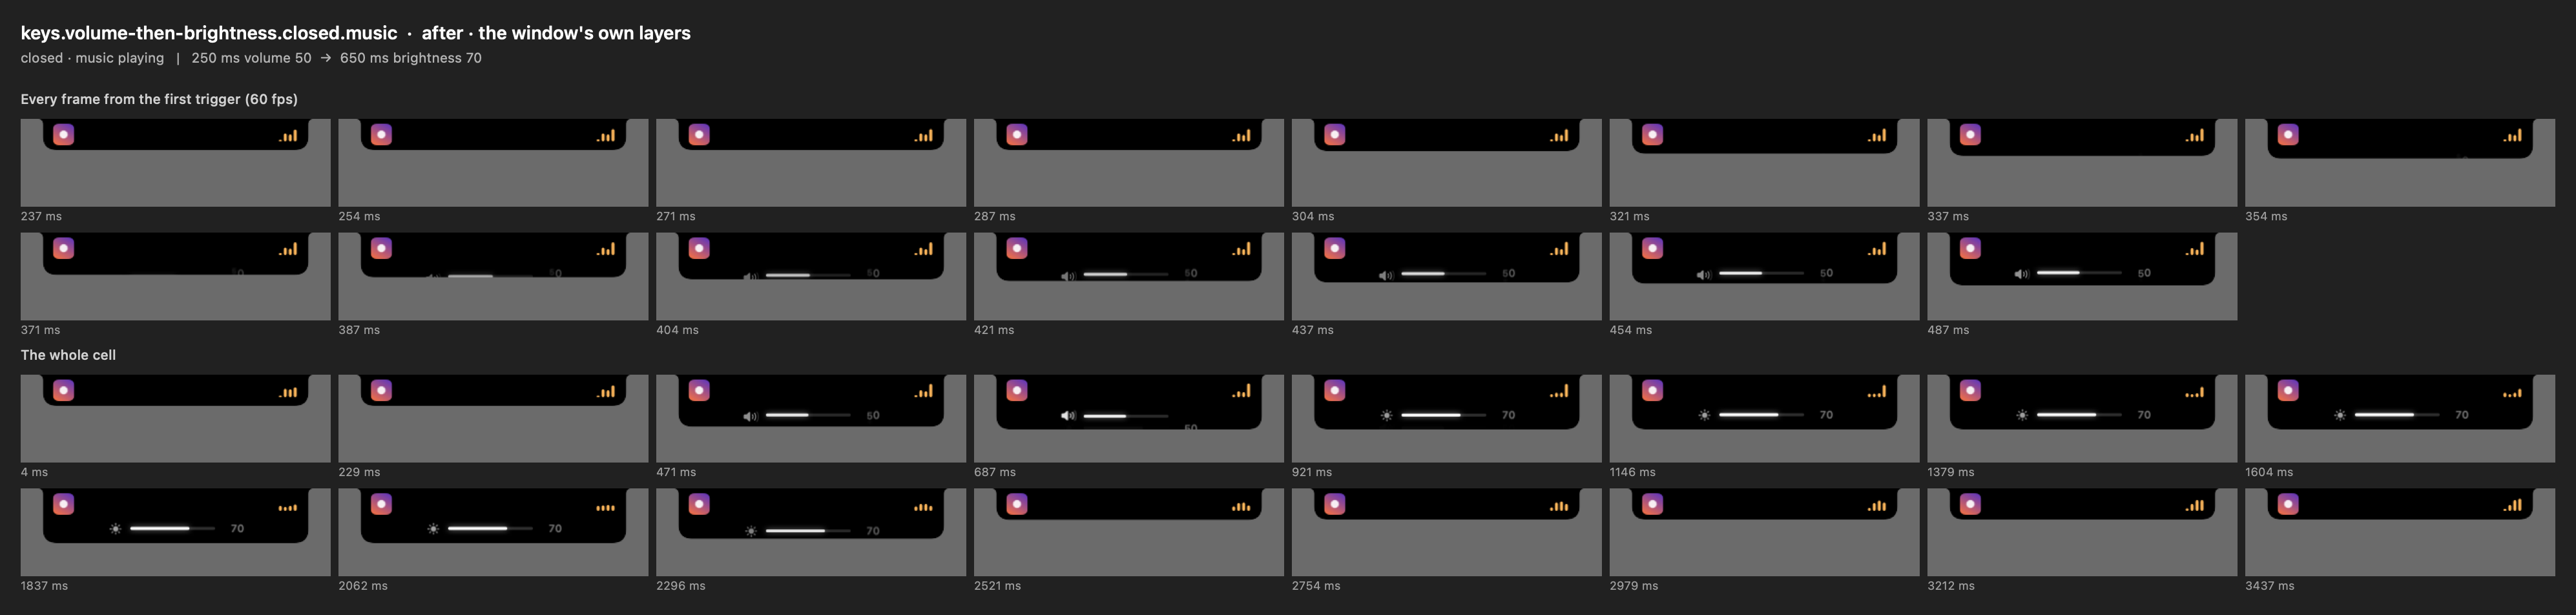 keys.volume-then-brightness.closed.music · after · the window's own layers
closed · music playing | 250 ms volume 50 → 650 ms brightness 70
Every frame from the first trigger (60 fps)
237 ms 254 ms 271 ms 287 ms 304 ms 321 ms 337 ms 354 ms
50 50 50 50 50 50 50
371 ms 387 ms 404 ms 421 ms 437 ms 454 ms 487 ms
The whole cell
50 50 70 70 70 70
4 ms 229 ms 471 ms 687 ms 921 ms 1146 ms 1379 ms 1604 ms
70 70 70
1837 ms 2062 ms 2296 ms 2521 ms 2754 ms 2979 ms 3212 ms 3437 ms